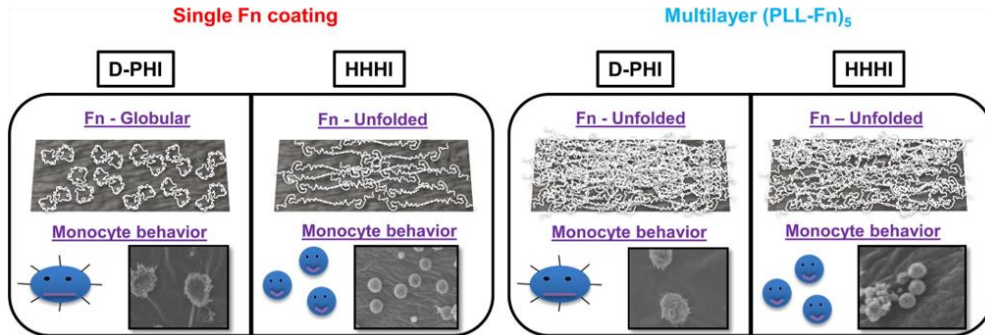 Single Fn coating
Multilayer (PLL-Fn)₅
D-PHI
HHHI
D-PHI
HHHI
Fn - Globular
Fn - Unfolded
Fn - Unfolded
Fn – Unfolded
Monocyte behavior
Monocyte behavior
Monocyte behavior
Monocyte behavior